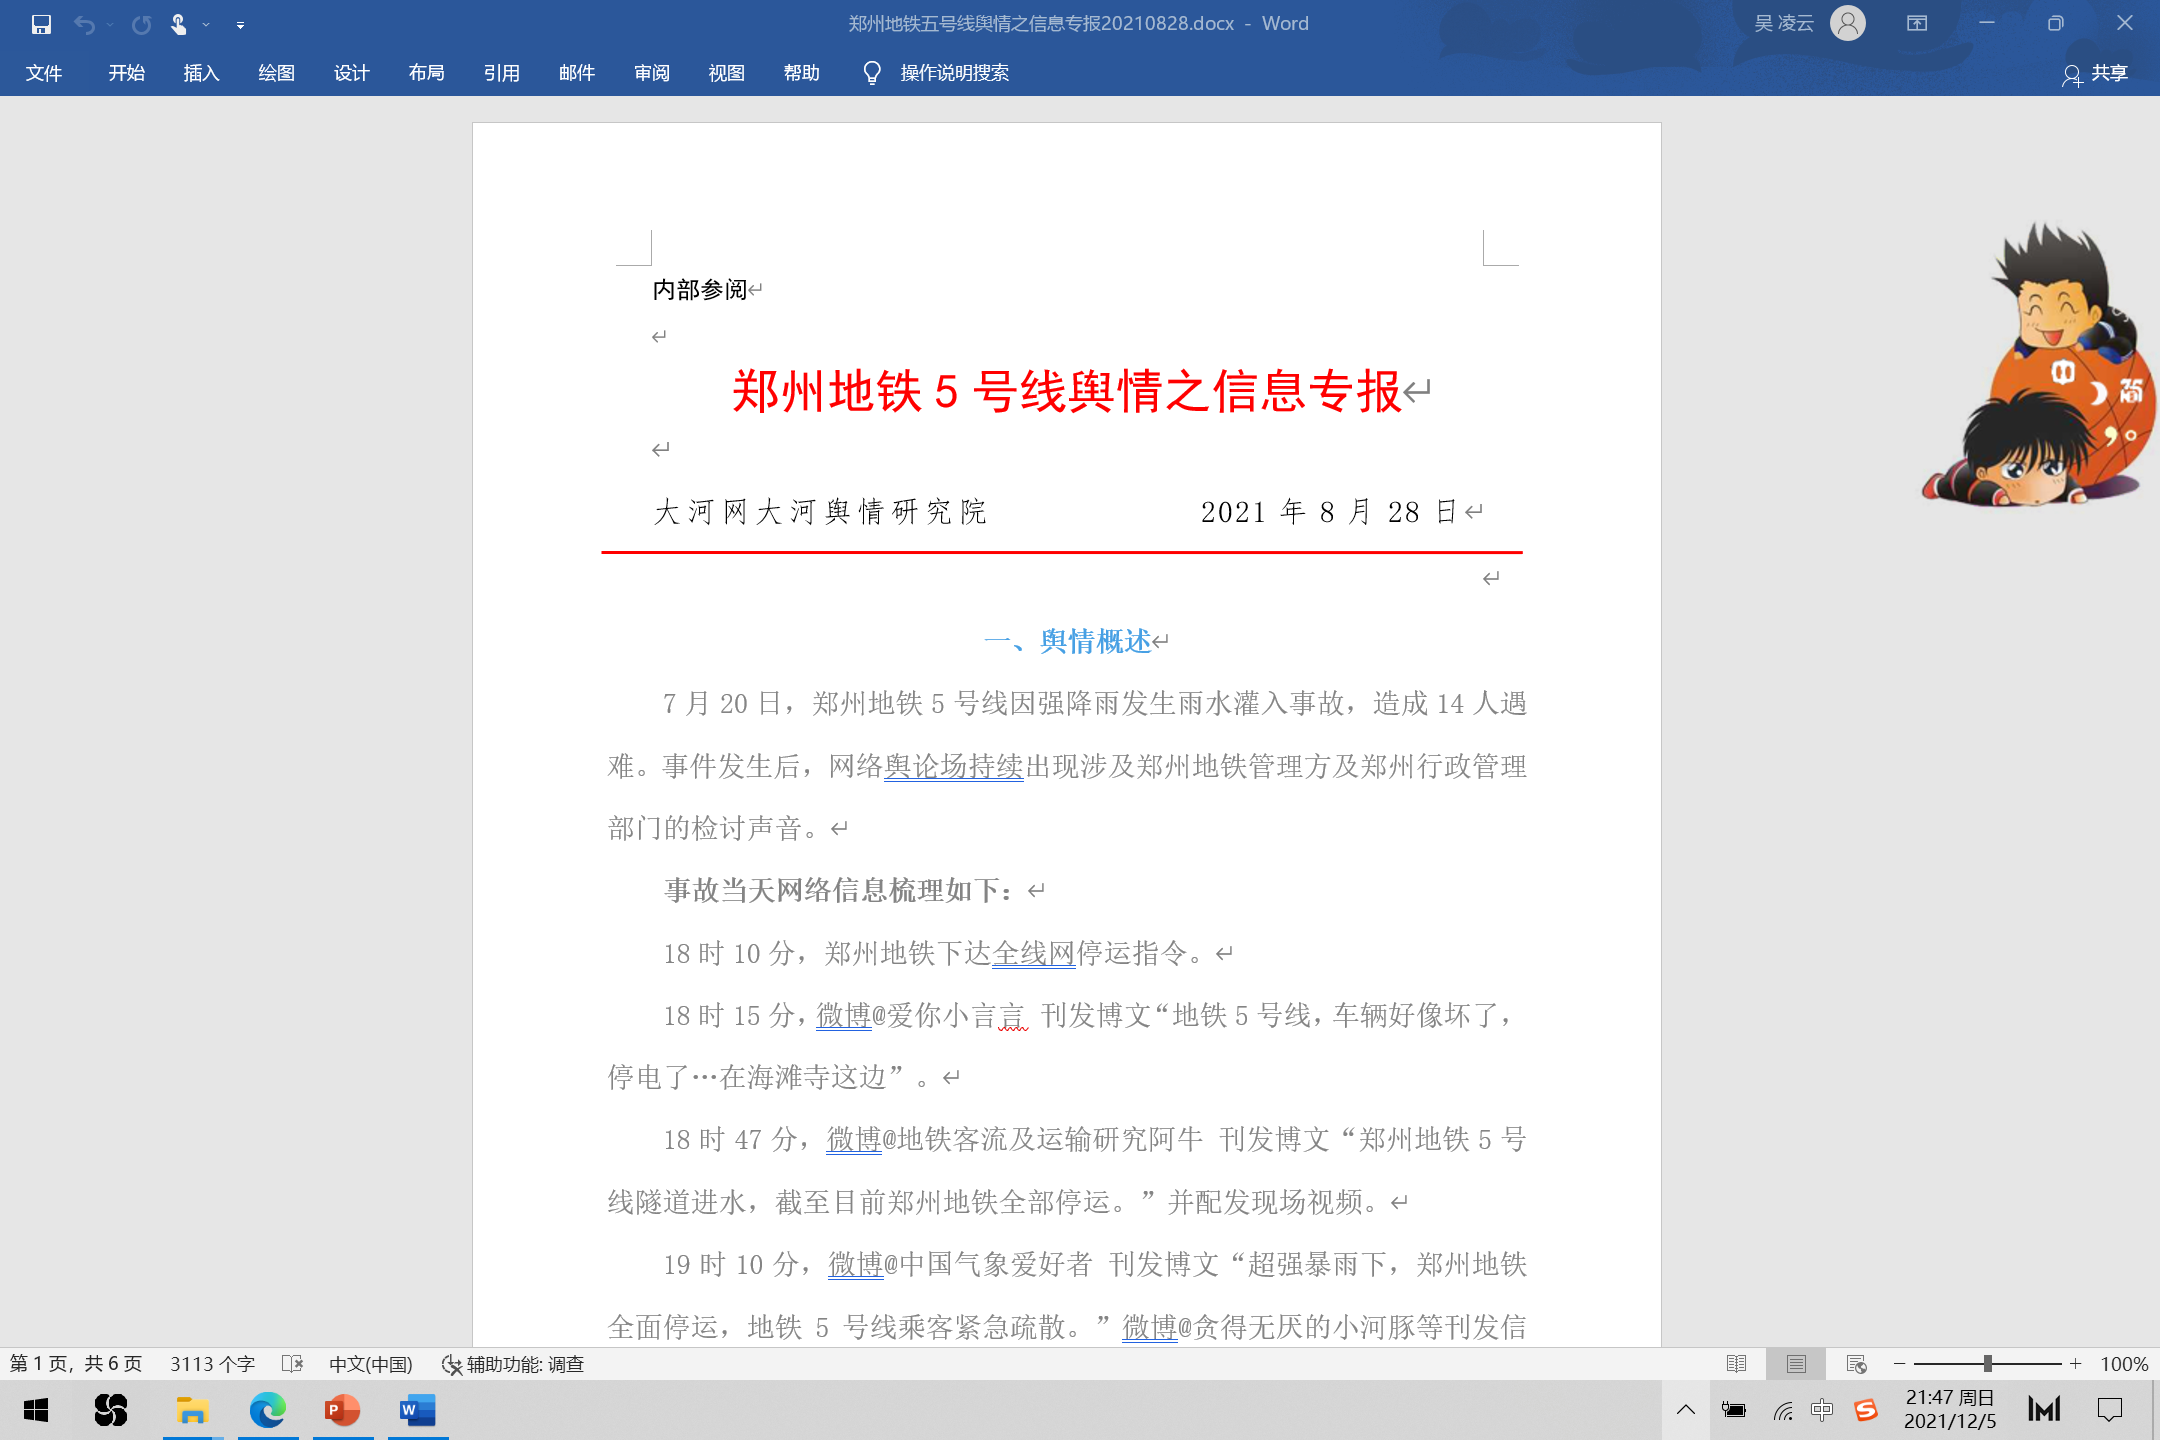 郑州地铁五号线舆情之信息专报20210828.docx - Word
吴 凌云
文件 开始 插入 绘图 设计 布局 引用 邮件 审阅 视图 帮助 操作说明搜索 共享
内部参阅
郑州地铁 5 号线舆情之信息专报
大河网大河舆情研究院 2021 年 8 月 28 日
一、舆情概述
7 月 20 日，郑州地铁 5 号线因强降雨发生雨水灌入事故，造成 14 人遇
难。事件发生后，网络舆论场持续出现涉及郑州地铁管理方及郑州行政管理
部门的检讨声音。
事故当天网络信息梳理如下：
18 时 10 分，郑州地铁下达全线网停运指令。
18 时 15 分，微博@爱你小言言 刊发博文“地铁 5 号线，车辆好像坏了，
停电了…在海滩寺这边”。
18 时 47 分，微博@地铁客流及运输研究阿牛 刊发博文“郑州地铁 5 号
线隧道进水，截至目前郑州地铁全部停运。”并配发现场视频。
19 时 10 分，微博@中国气象爱好者 刊发博文“超强暴雨下，郑州地铁
全面停运，地铁 5 号线乘客紧急疏散。”微博@贪得无厌的小河豚等刊发信
中
简
第 1 页，共 6 页 3113 个字 中文(中国) 辅助功能: 调查 100%
中 21:47 周日
2021/12/5